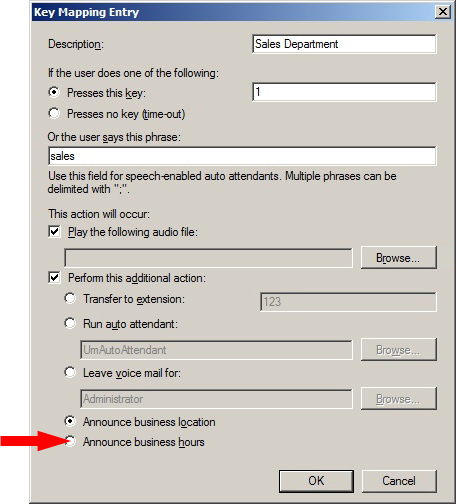 Key Mapping Entry
Description:
Sales Department
If the user does one of the following:
Presses this key:
1
Presses no key (time-out)
Or the user says this phrase:
sales
Use this field for speech-enabled auto attendants. Multiple phrases can be
delimited with ";".
This action will occur:
Play the following audio file:
Browse...
Perform this additional action:
Transfer to extension:
123
Run auto attendant:
UmAutoAttendant
Browse...
Leave voice mail for:
Administrator
Browse...
Announce business location
Announce business hours
OK
Cancel